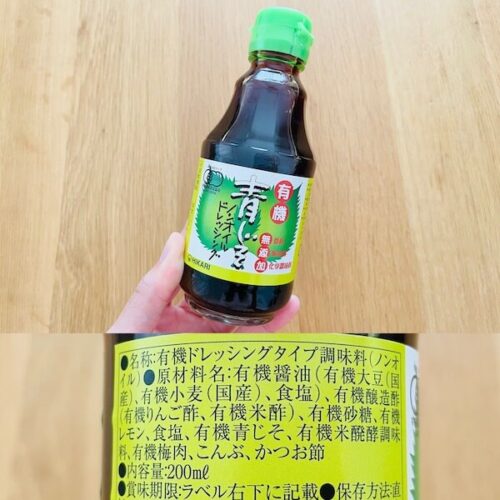 有機
青じそ
ノンオイル
ドレッシング
無添加
化学調味料
HIKARI
●名称:有機ドレッシングタイプ調味料(ノンオ
イル)●原材料名:有機醤油(有機大豆(国
産)、有機小麦(国産)、食塩)、有機醸造酢
(有機りんご酢、有機米酢)、有機砂糖、有機
レモン、食塩、有機青じそ、有機米醗酵調味
料、有機梅肉、こんぶ、かつお節
●内容量:200㎖
●賞味期限:ラベル右下に記載●保存方法:直